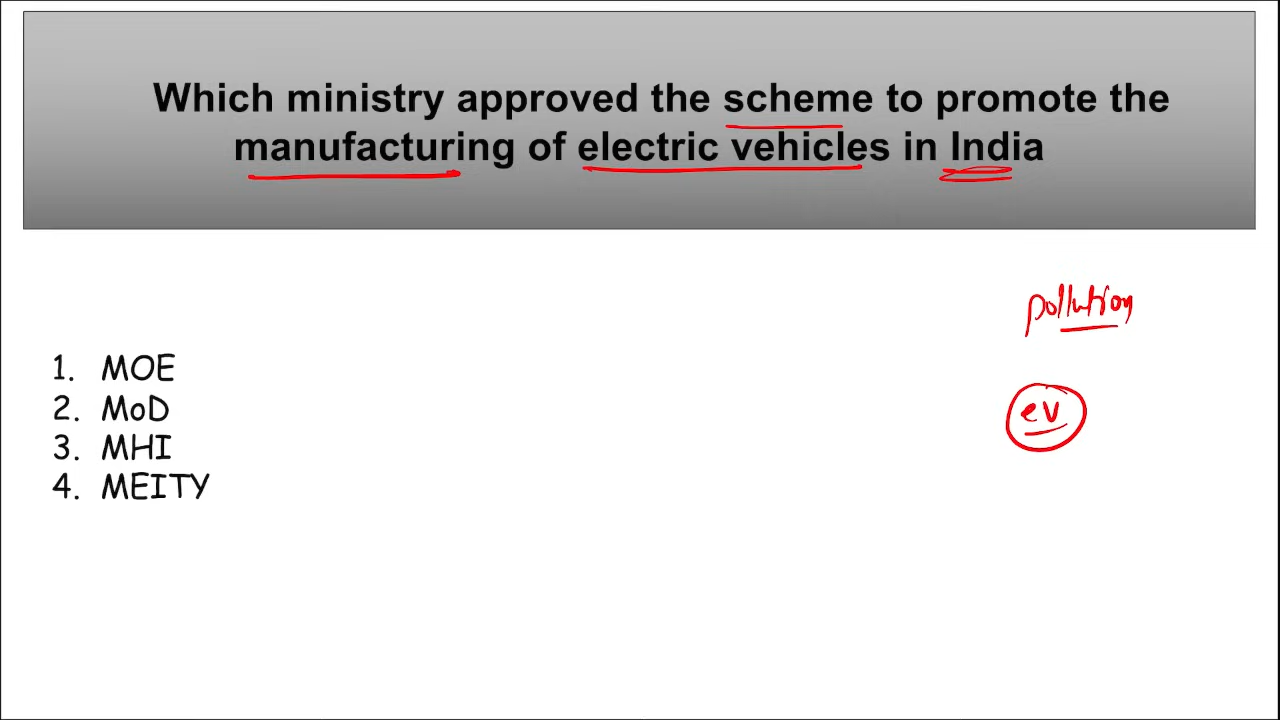 Which ministry approved the scheme to promote the
manufacturing of electric vehicles in India
pollution
1. MOE
ev
2. MoD
3. MHI
4. MEITY